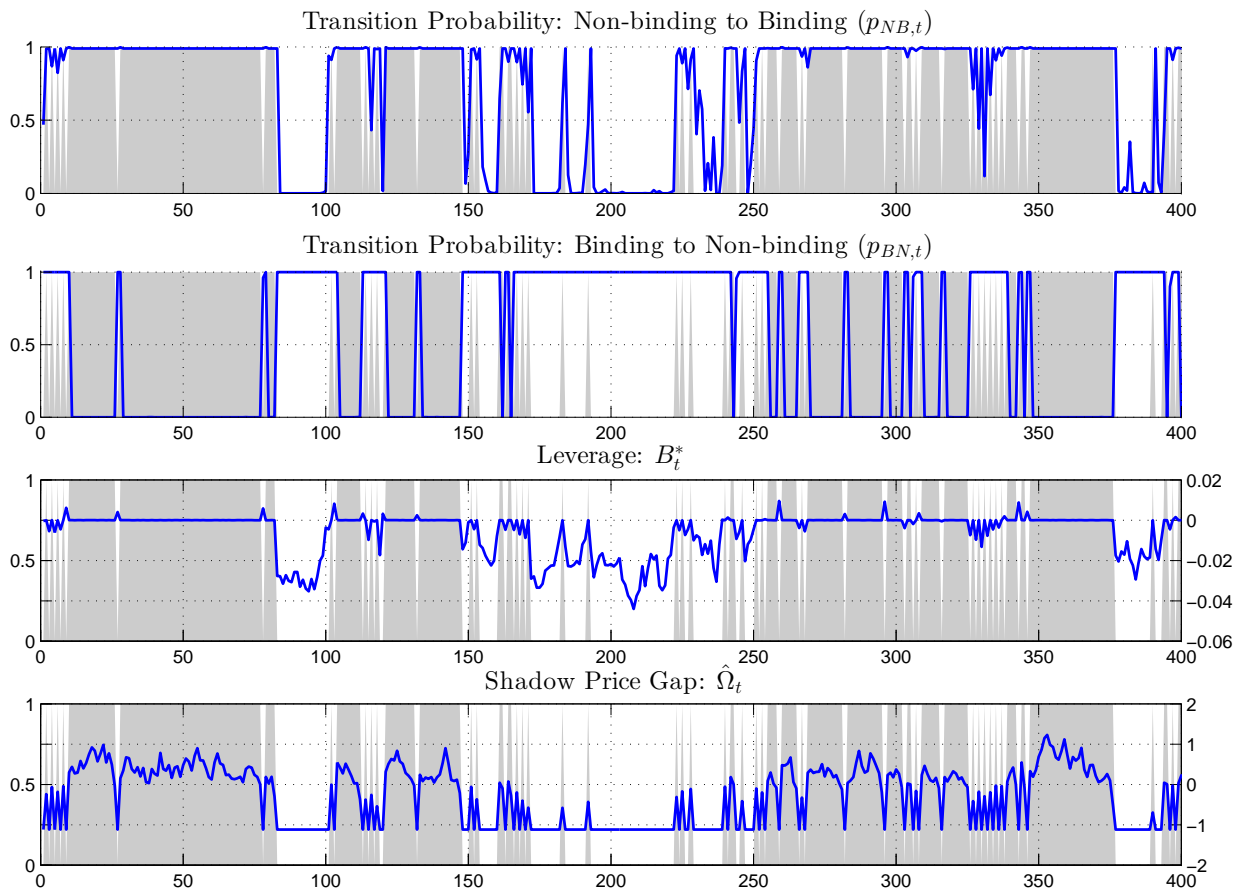 Transition Probability: Non-binding to Binding (p_{NB,t})
1
0.5
0
0 50 100 150 200 250 300 350 400
Transition Probability: Binding to Non-binding (p_{BN,t})
1
0.5
0
0 50 100 150 200 250 300 350 400
Leverage: B_t^*
1 0.02
0
0.5 −0.02
−0.04
0 −0.06
0 50 100 150 200 250 300 350 400
Shadow Price Gap: Ω̂_t
1 2
1
0.5 0
−1
0 −2
0 50 100 150 200 250 300 350 400